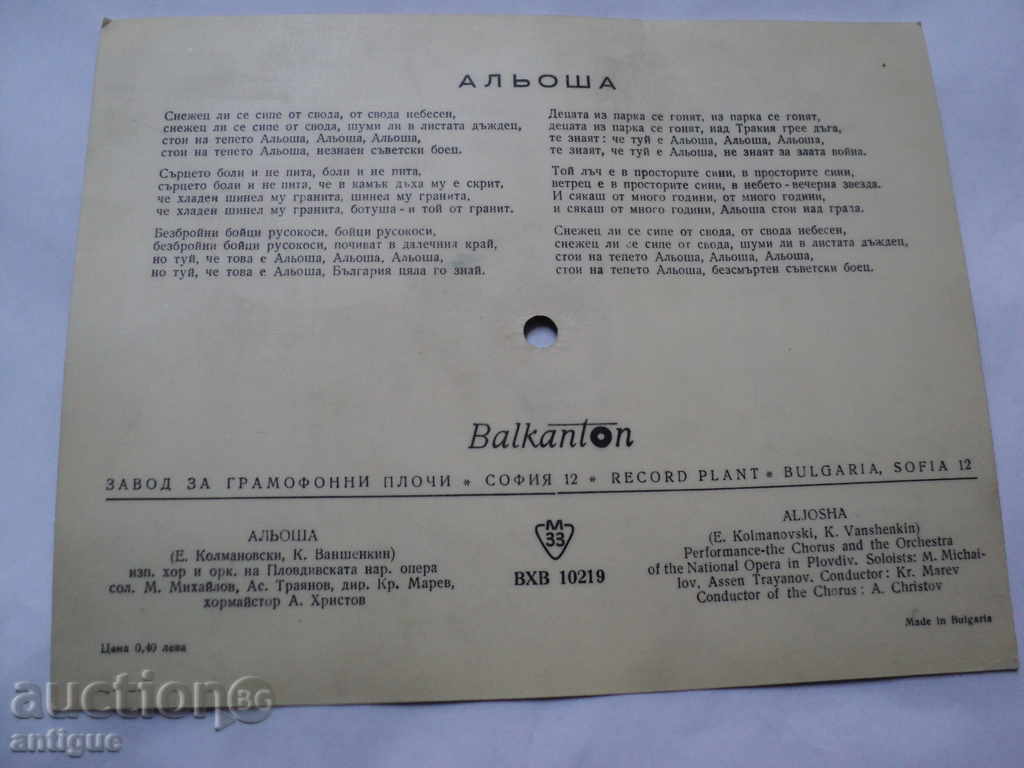 АЛЬОША
Снежец ли се сипе от свода, от свода небесен,
снежец ли се сипе от свода, шуми ли в листата дъждец,
стои на тепето Альоша, Альоша, Альоша,
стои на тепето Альоша, незнаен съветски боец.
Сърцето боли и не пита, боли и не пита,
сърцето боли и не пита, че в камък дъха му е скрит,
че хладен шинел му гранита, шинел му гранита,
че хладен шинел му гранита, ботуша - и той от гранит.
Безбройни бойци русокоси, бойци русокоси,
безбройни бойци русокоси, почиват в далечния край,
но туй, че това е Альоша, Альоша, Альоша,
но туй, че това е Альоша, България цяла го знай.
Децата из парка се гонят, из парка се гонят,
децата из парка се гонят, над Тракия грее дъга,
те знаят: че туй е Альоша, Альоша, Альоша,
те знаят, че туй е Альоша, не знаят за злата война.
Той лъч е в просторите сини, в просторите сини,
ветрец е в просторите сини, в небето - вечерна звезда.
И сякаш от много години, от много години,
и сякаш от много години, Альоша стои над града.
Снежец ли се сипе от свода, от свода небесен,
снежец ли се сипе от свода, шуми ли в листата дъждец,
стои на тепето Альоша, Альоша, Альоша,
стои на тепето Альоша, безсмъртен съветски боец.
Balkanton
ЗАВОД ЗА ГРАМОФОННИ ПЛОЧИ * СОФИЯ 12 * RECORD PLANT * BULGARIA, SOFIA 12
АЛЬОША
(Е. Колмановски, К. Ваншенкин)
изп. хор и орк. на Пловдивската нар. опера
сол. М. Михайлов, Ас. Траянов, дир. Кр. Марев,
хормайстор А. Христов
Цена 0,40 лева
М
33
ВХВ 10219
ALJOSHA
(E. Kolmanovski, K. Vanshenkin)
Performance-the Chorus and the Orchestra
of the National Opera in Plovdiv. Soloists: M. Michai-
lov, Assen Trayanov. Conductor: Kr. Marev
Conductor of the Chorus: A. Christov
Made in Bulgaria
auction BG
antigue